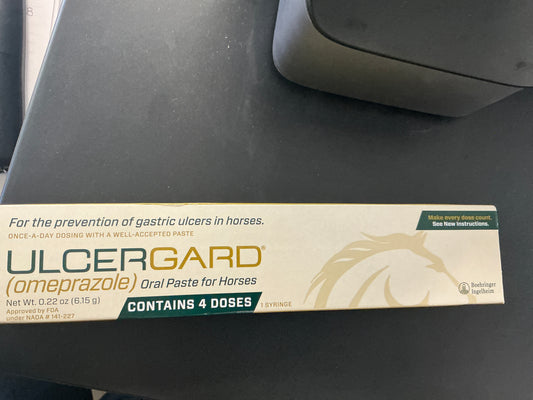 8
For the prevention of gastric ulcers in horses.
ONCE-A-DAY DOSING WITH A WELL-ACCEPTED PASTE
Make every dose count.
See New Instructions.
ULCERGARD®
(omeprazole) Oral Paste for Horses
Net Wt. 0.22 oz (6.15 g)
CONTAINS 4 DOSES
1 SYRINGE
Approved by FDA
under NADA # 141-227
Boehringer
Ingelheim